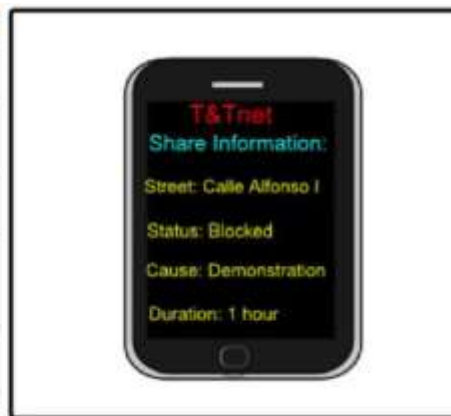 T&Tnet
Share Information:
Street: Calle Alfonso I
Status: Blocked
Cause: Demonstration
Duration: 1 hour